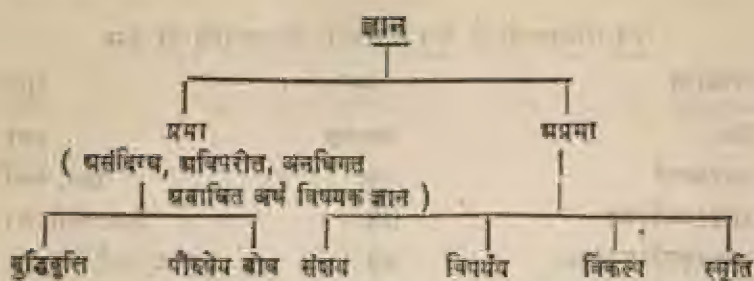 ज्ञान
प्रमा अप्रमा
( असंदिग्ध, अविपरीत, अनधिगत
अबाधित अर्थ विषयक ज्ञान )
बुद्धिवृत्ति पौरुषेय बोध संशय विपर्यय विकल्प स्मृति